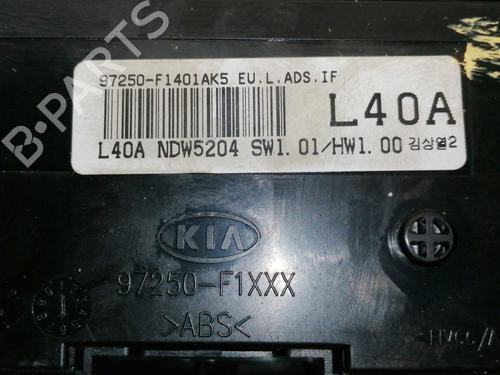 97250-F1401AK5 EU.L.ADS.IF
L40A
L40A NDW5204 SW1.01/HW1.00 김상열2
KIA
97250-F1XXX
>ABS<
B-PARTS